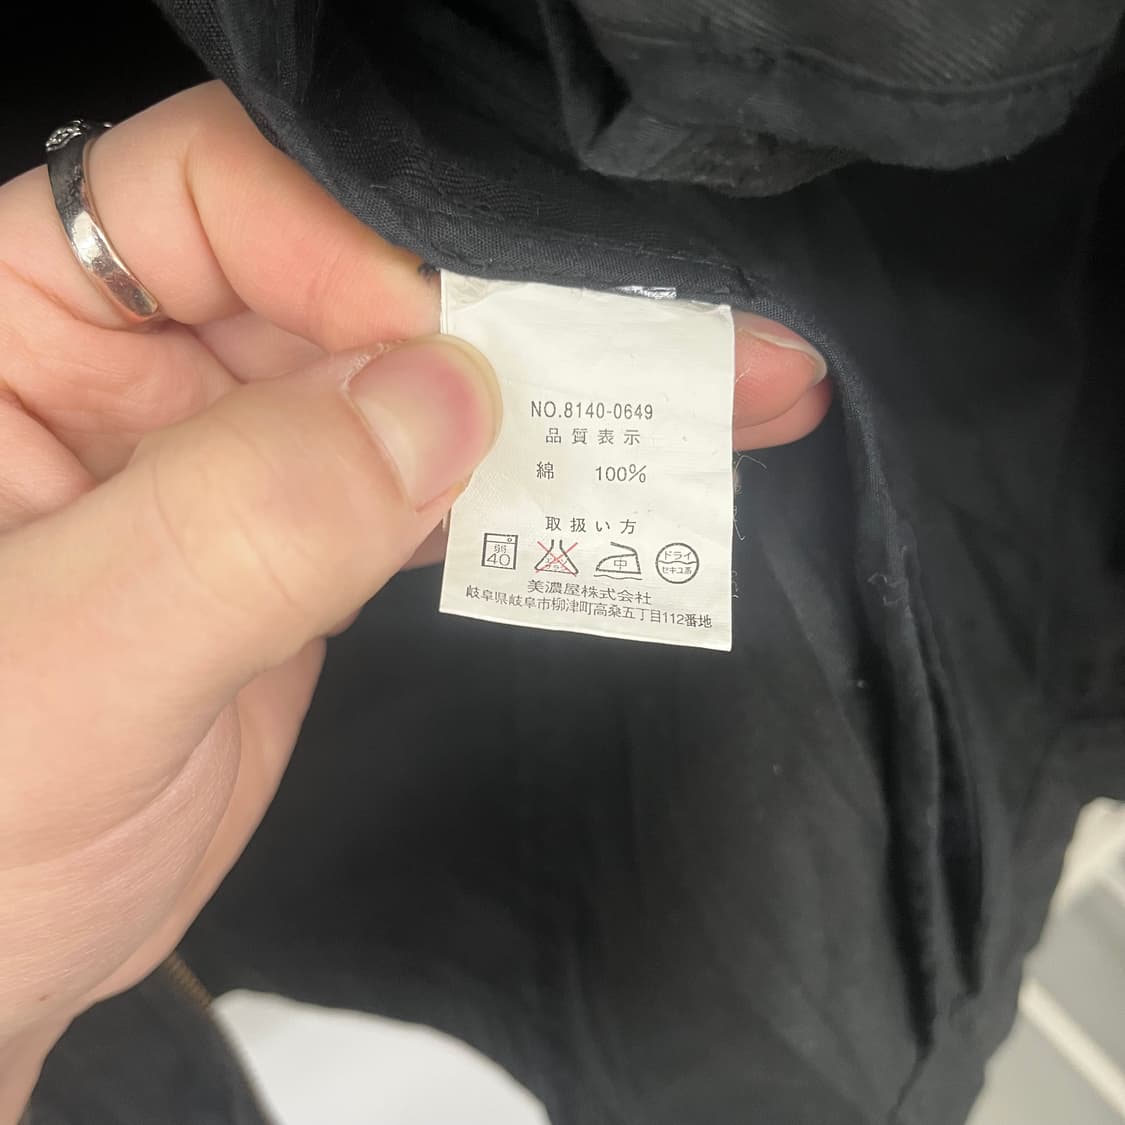 NO.8140-0649
品質表示
綿 100%
取扱い方
弱 40 中 ドライ セキユ系
美濃屋株式会社
岐阜県岐阜市柳津町高桑五丁目112番地